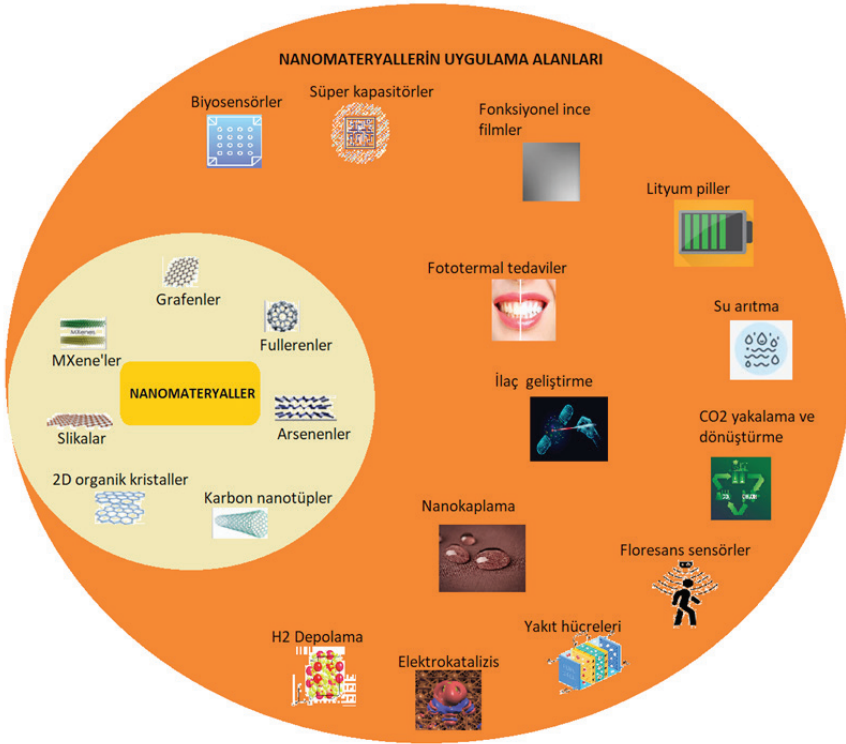 NANOMATERYALLERİN UYGULAMA ALANLARI
Biyosensörler
Süper kapasitörler
Fonksiyonel ince
filmler
Lityum piller
Fototermal tedaviler
Su arıtma
İlaç geliştirme
CO2 yakalama ve
dönüştürme
Nanokaplama
Floresans sensörler
Yakıt hücreleri
H2 Depolama
Elektrokatalizis
Grafenler
Fullerenler
MXene'ler
NANOMATERYALLER
Arsenenler
Slikalar
2D organik kristaller
Karbon nanotüpler